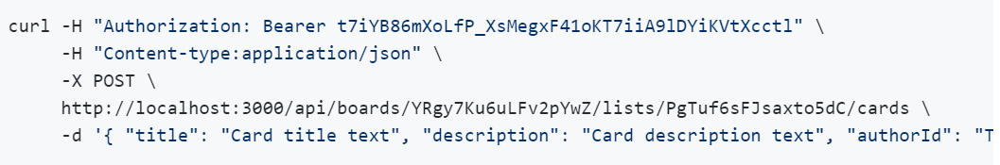 curl -H "Authorization: Bearer t7iYB86mXoLfP_XsMegxF41oKT7iiA9lDYiKVtXcctl" \
-H "Content-type:application/json" \
-X POST \
http://localhost:3000/api/boards/YRgy7Ku6uLFv2pYwZ/lists/PgTuf6sFJsaxto5dC/cards \
-d '{ "title": "Card title text", "description": "Card description text", "authorId": "T